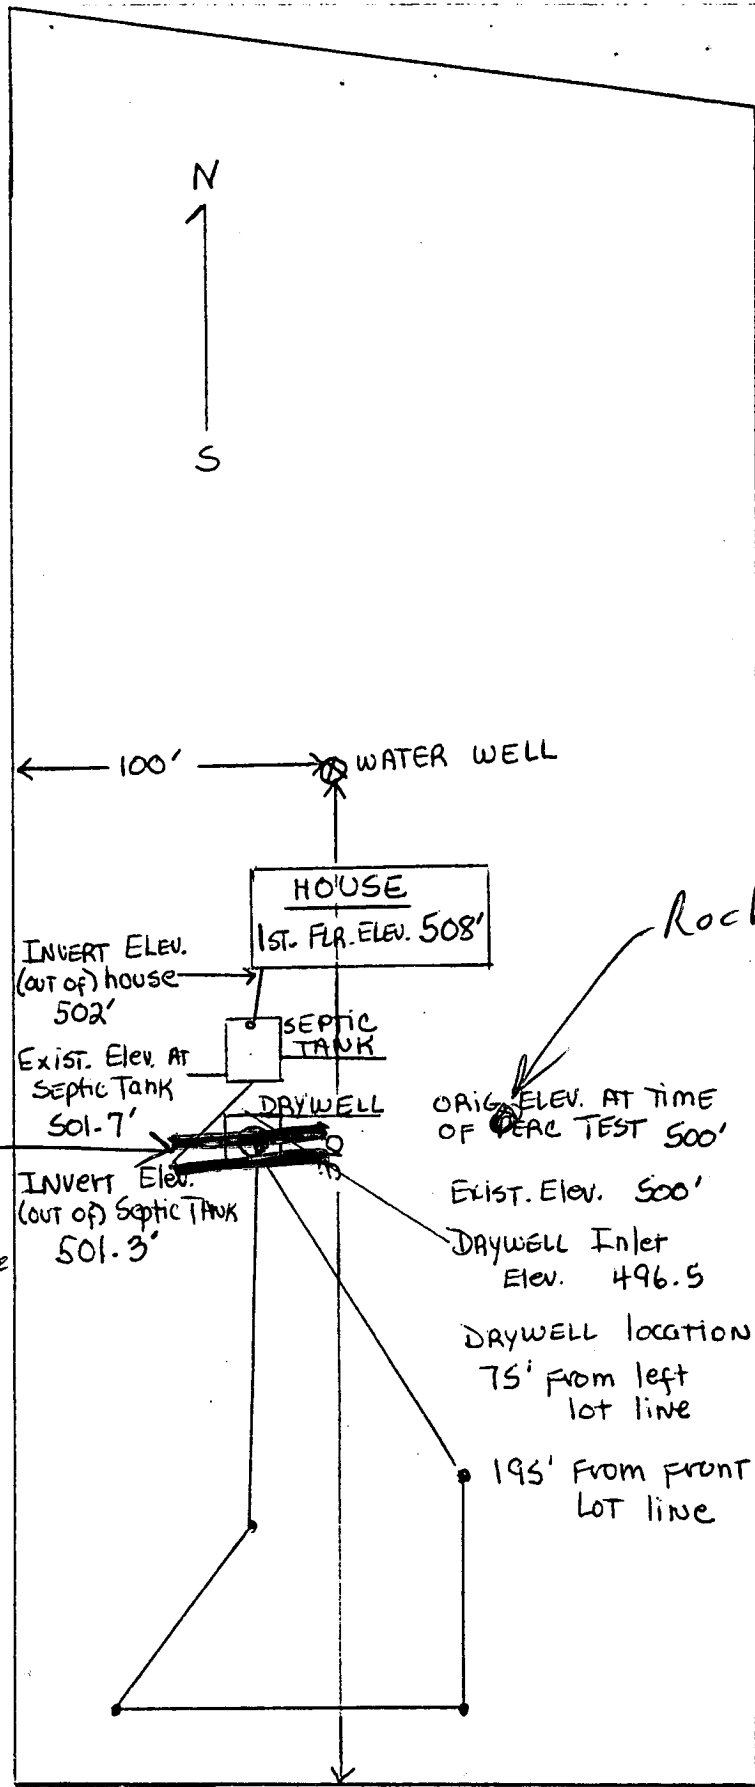 N
S
100'
WATER WELL
HOUSE
1ST. FLR. ELEV. 508'
INVERT ELEV.
(OUT OF) house
502'
SEPTIC
TANK
Exist. Elev. AT
Septic Tank
501-7'
DRYWELL
ORIG. ELEV. AT TIME
OF PERC TEST 500'
INVERT Elev.
(OUT OF) Septic TANK
501.3'
Exist. Elev. 500'
DRYWELL Inlet
Elev. 496.5
DRYWELL location
75' From left
lot line
195' From front
LOT line